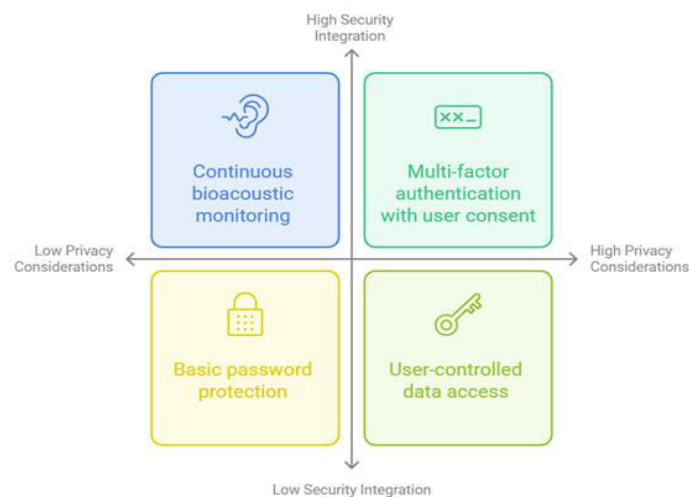 High Security
Integration
Continuous
bioacoustic
monitoring
××_
Multi-factor
authentication
with user consent
Low Privacy
Considerations
High Privacy
Considerations
Basic password
protection
User-controlled
data access
Low Security Integration